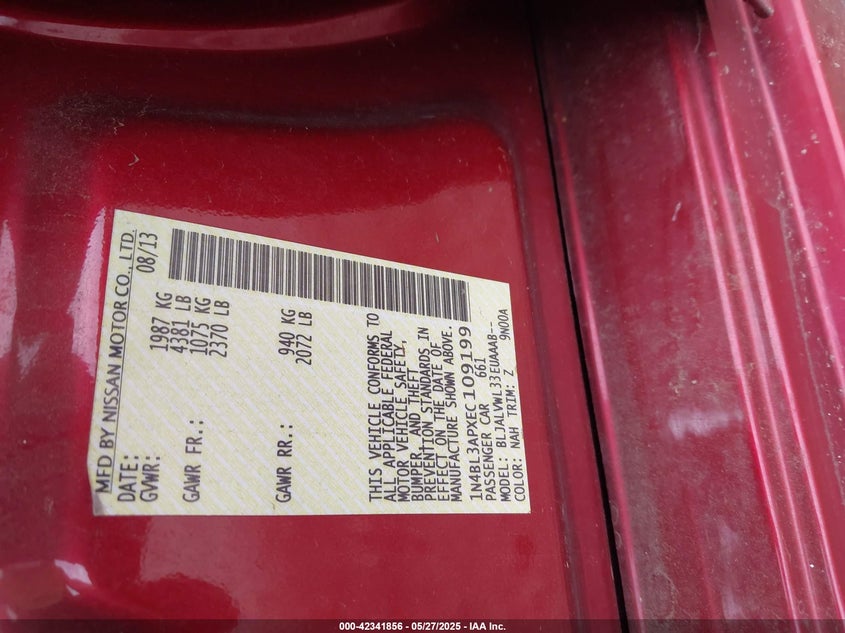 MFD BY NISSAN MOTOR CO., LTD.
DATE: 08/13
GVWR: 1987 KG
4381 LB
GAWR FR.: 1075 KG
2370 LB
GAWR RR.: 940 KG
2072 LB
THIS VEHICLE CONFORMS TO
ALL APPLICABLE FEDERAL
MOTOR VEHICLE SAFETY,
BUMPER, AND THEFT
PREVENTION STANDARDS IN
EFFECT ON THE DATE OF
MANUFACTURE SHOWN ABOVE.
1N4BL3APXEC109199
PASSENGER CAR 661
MODEL: BLJALVWL33EUAAAB--
COLOR: NAH TRIM: Z 9N00A
000-42341856 - 05/27/2025 - IAA Inc.